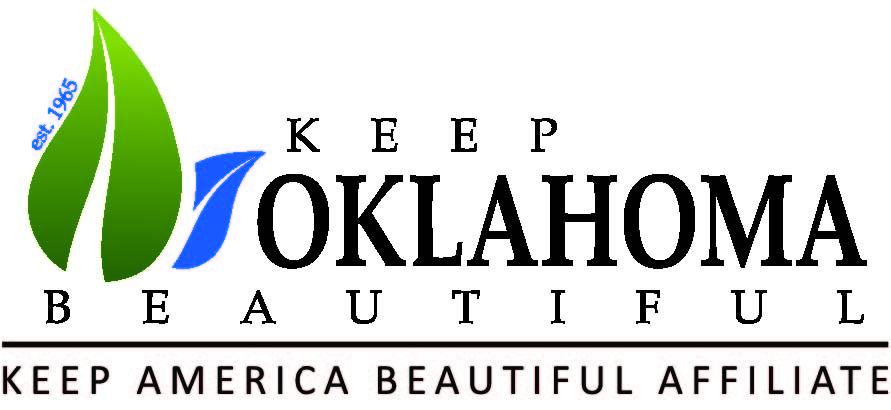 est. 1965
KEEP
OKLAHOMA
BEAUTIFUL
KEEP AMERICA BEAUTIFUL AFFILIATE